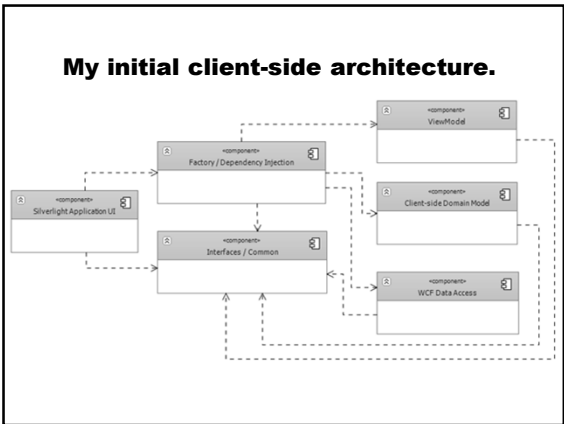 My initial client-side architecture.
«component»
ViewModel
«component»
Factory / Dependency Injection
«component»
Silverlight Application UI
«component»
Client-side Domain Model
«component»
Interfaces / Common
«component»
WCF Data Access